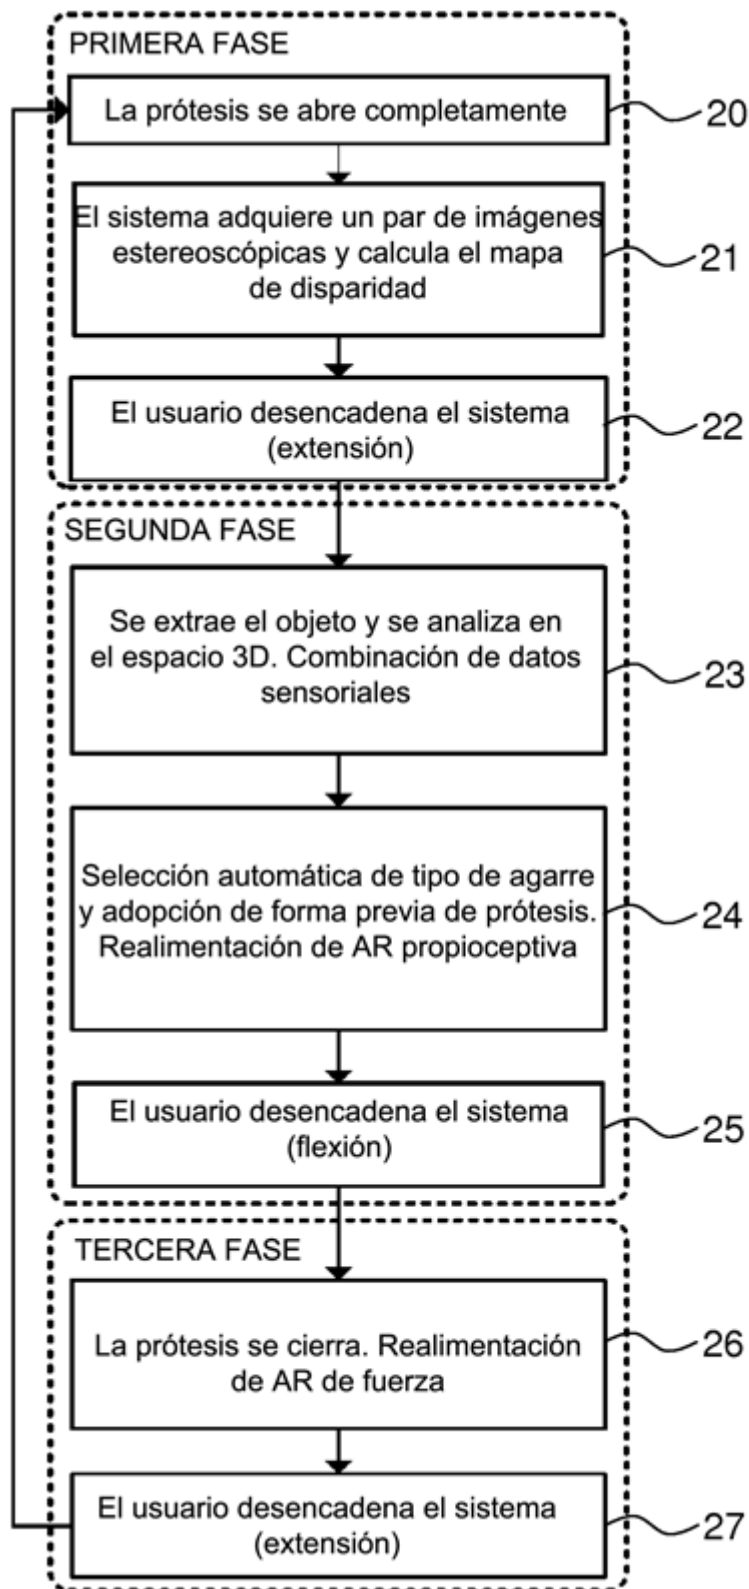 PRIMERA FASE
La prótesis se abre completamente
20
El sistema adquiere un par de imágenes
estereoscópicas y calcula el mapa
de disparidad
21
El usuario desencadena el sistema
(extensión)
22
SEGUNDA FASE
Se extrae el objeto y se analiza en
el espacio 3D. Combinación de datos
sensoriales
23
Selección automática de tipo de agarre
y adopción de forma previa de prótesis.
Realimentación de AR propioceptiva
24
El usuario desencadena el sistema
(flexión)
25
TERCERA FASE
La prótesis se cierra. Realimentación
de AR de fuerza
26
El usuario desencadena el sistema
(extensión)
27